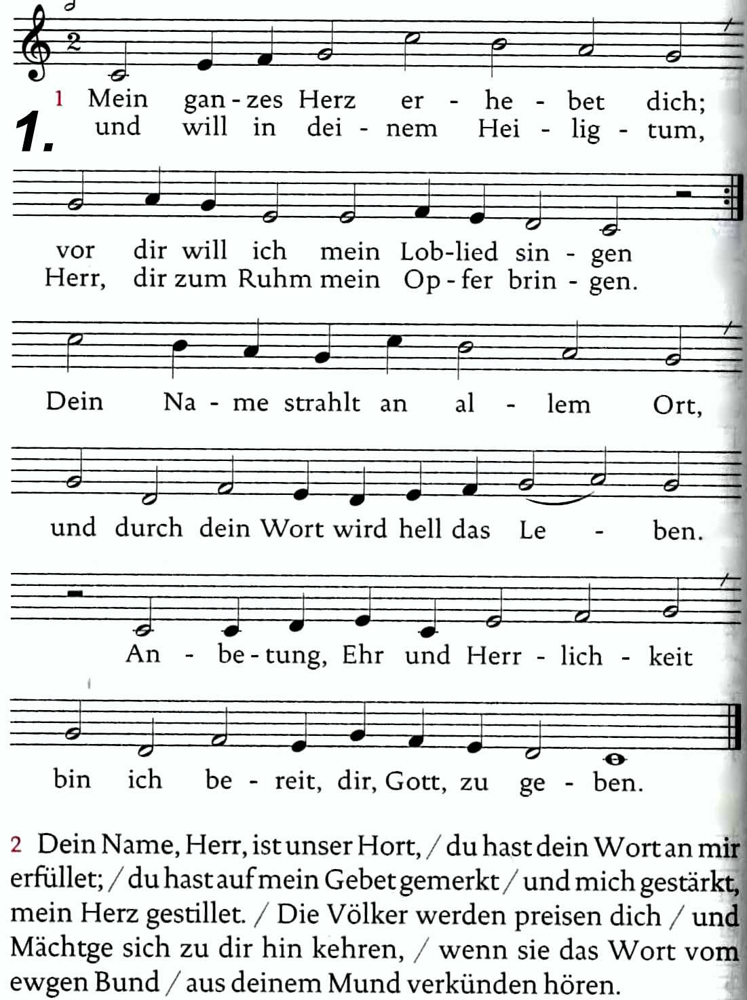 2
1 Mein gan - zes Herz er - he - bet dich;
1. und will in dei - nem Hei - lig - tum,
vor dir will ich mein Lob-lied sin - gen
Herr, dir zum Ruhm mein Op - fer brin - gen.
Dein Na - me strahlt an al - lem Ort,
und durch dein Wort wird hell das Le - ben.
An - be - tung, Ehr und Herr - lich - keit
bin ich be - reit, dir, Gott, zu ge - ben.
2 Dein Name, Herr, ist unser Hort, / du hast dein Wort an mir
erfüllet; / du hast auf mein Gebet gemerkt / und mich gestärkt,
mein Herz gestillet. / Die Völker werden preisen dich / und
Mächtge sich zu dir hin kehren, / wenn sie das Wort vom
ewgen Bund / aus deinem Mund verkünden hören.